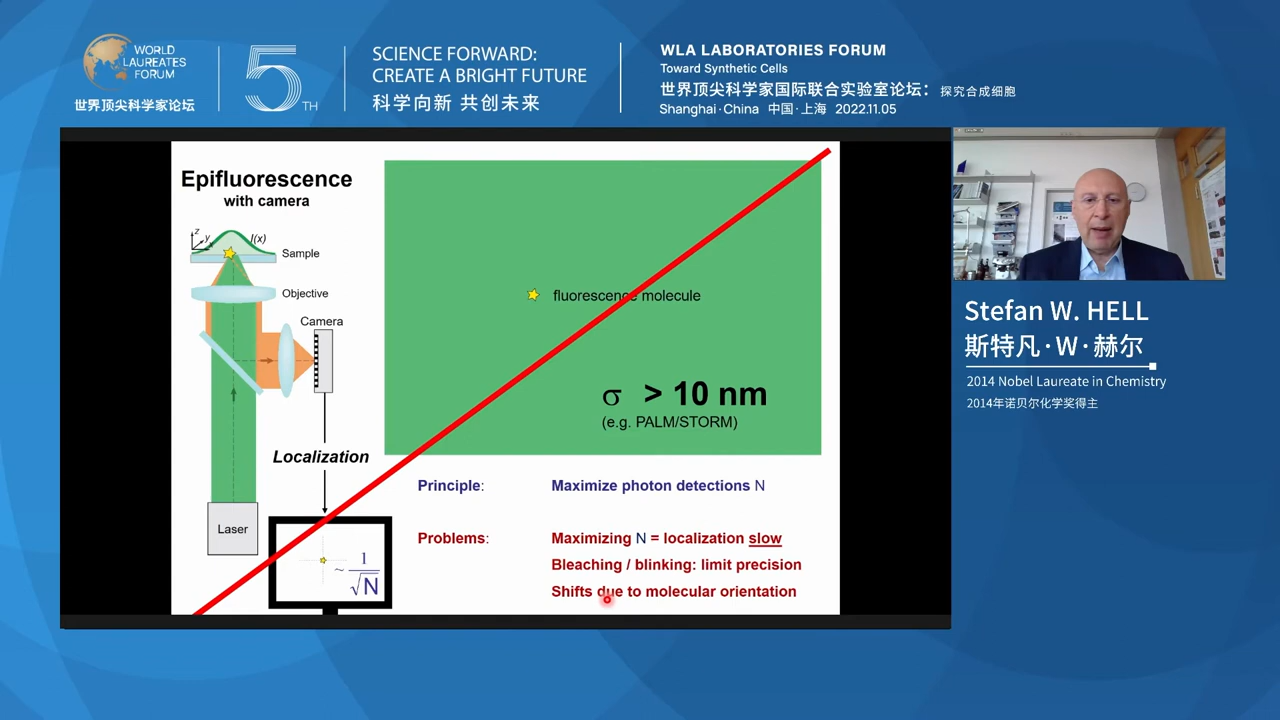 WORLD
LAUREATES
FORUM
世界顶尖科学家论坛
5TH
SCIENCE FORWARD:
CREATE A BRIGHT FUTURE
科学向新 共创未来
WLA LABORATORIES FORUM
Toward Synthetic Cells
世界顶尖科学家国际联合实验室论坛：探究合成细胞
Shanghai·China 中国·上海 2022.11.05
Epifluorescence
with camera
z
y
I(x)
Sample
Objective
Camera
Localization
Laser
~ 1/√N
fluorescence molecule
σ > 10 nm
(e.g. PALM/STORM)
Principle: Maximize photon detections N
Problems: Maximizing N = localization slow
Bleaching / blinking: limit precision
Shifts due to molecular orientation
Stefan W. HELL
斯特凡·W·赫尔
2014 Nobel Laureate in Chemistry
2014年诺贝尔化学奖得主